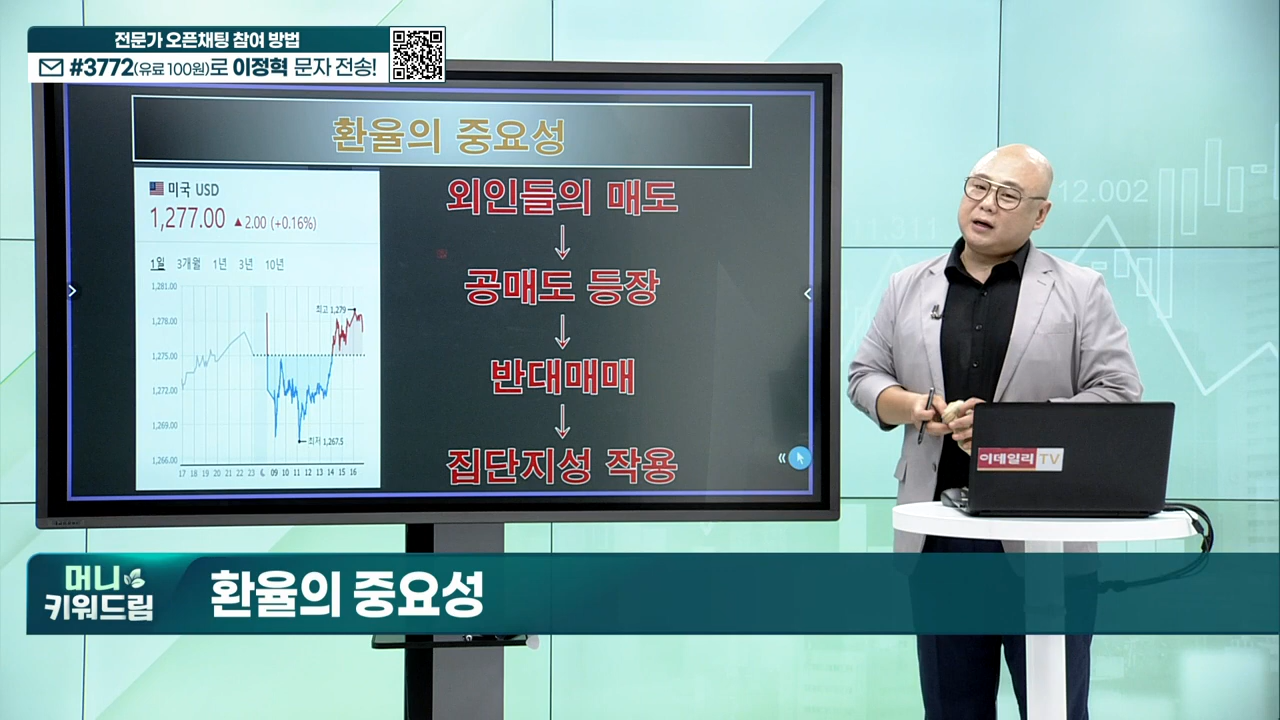 전문가 오픈채팅 참여 방법
#3772(유료 100원)로 이정혁 문자 전송!
환율의 중요성
미국 USD
1,277.00 ▲2.00 (+0.16%)
1일 3개월 1년 3년 10년
1,281.00
최고 1,279
1,278.00
1,275.00
1,272.00
1,269.00
최저 1,267.5
1,266.00
17 18 19 20 21 22 23 6. 09 10 11 12 13 14 15 16
외인들의 매도
↓
공매도 등장
↓
반대매매
↓
집단지성 작용
12.002
이데일리 TV
머니
키워드림
환율의 중요성